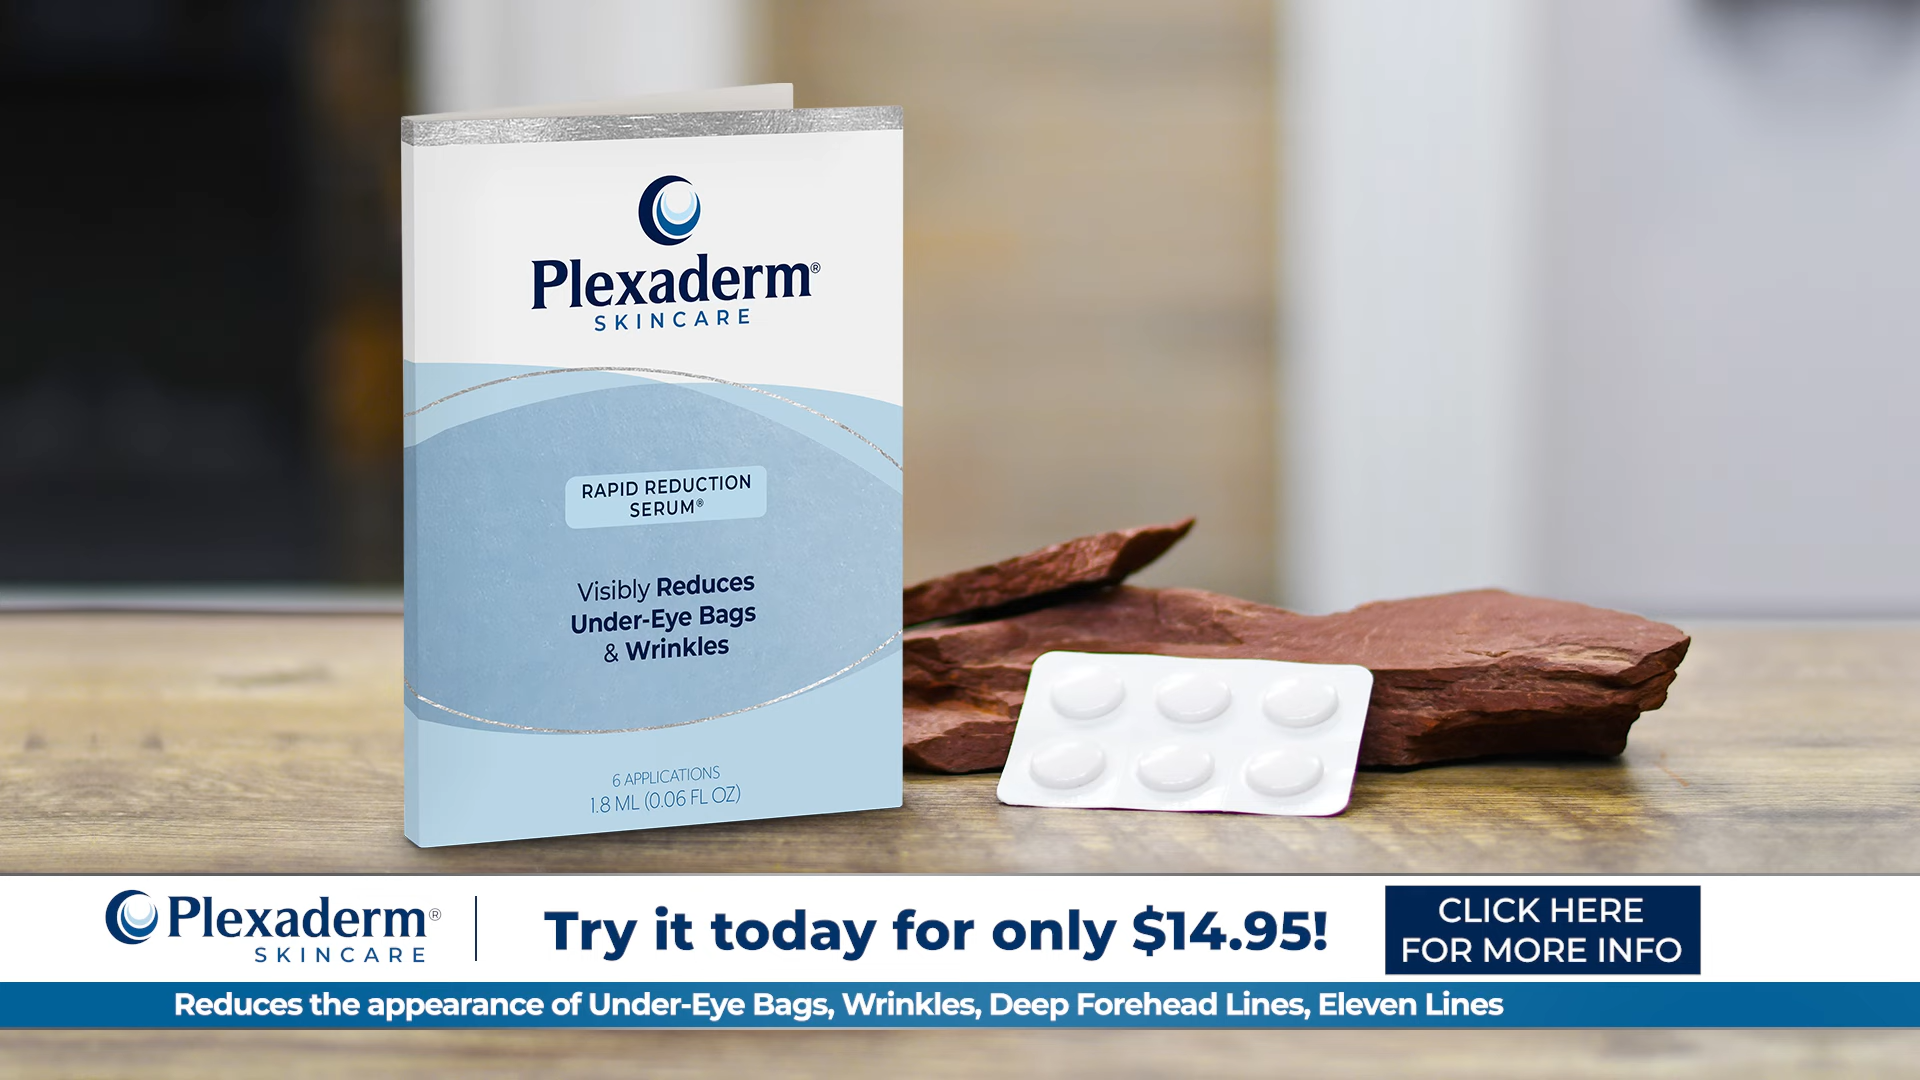 Plexaderm®
SKINCARE
RAPID REDUCTION
SERUM®
Visibly Reduces
Under-Eye Bags
& Wrinkles
6 APPLICATIONS
1.8 ML (0.06 FL OZ)
Plexaderm®
SKINCARE
Try it today for only $14.95!
CLICK HERE
FOR MORE INFO
Reduces the appearance of Under-Eye Bags, Wrinkles, Deep Forehead Lines, Eleven Lines